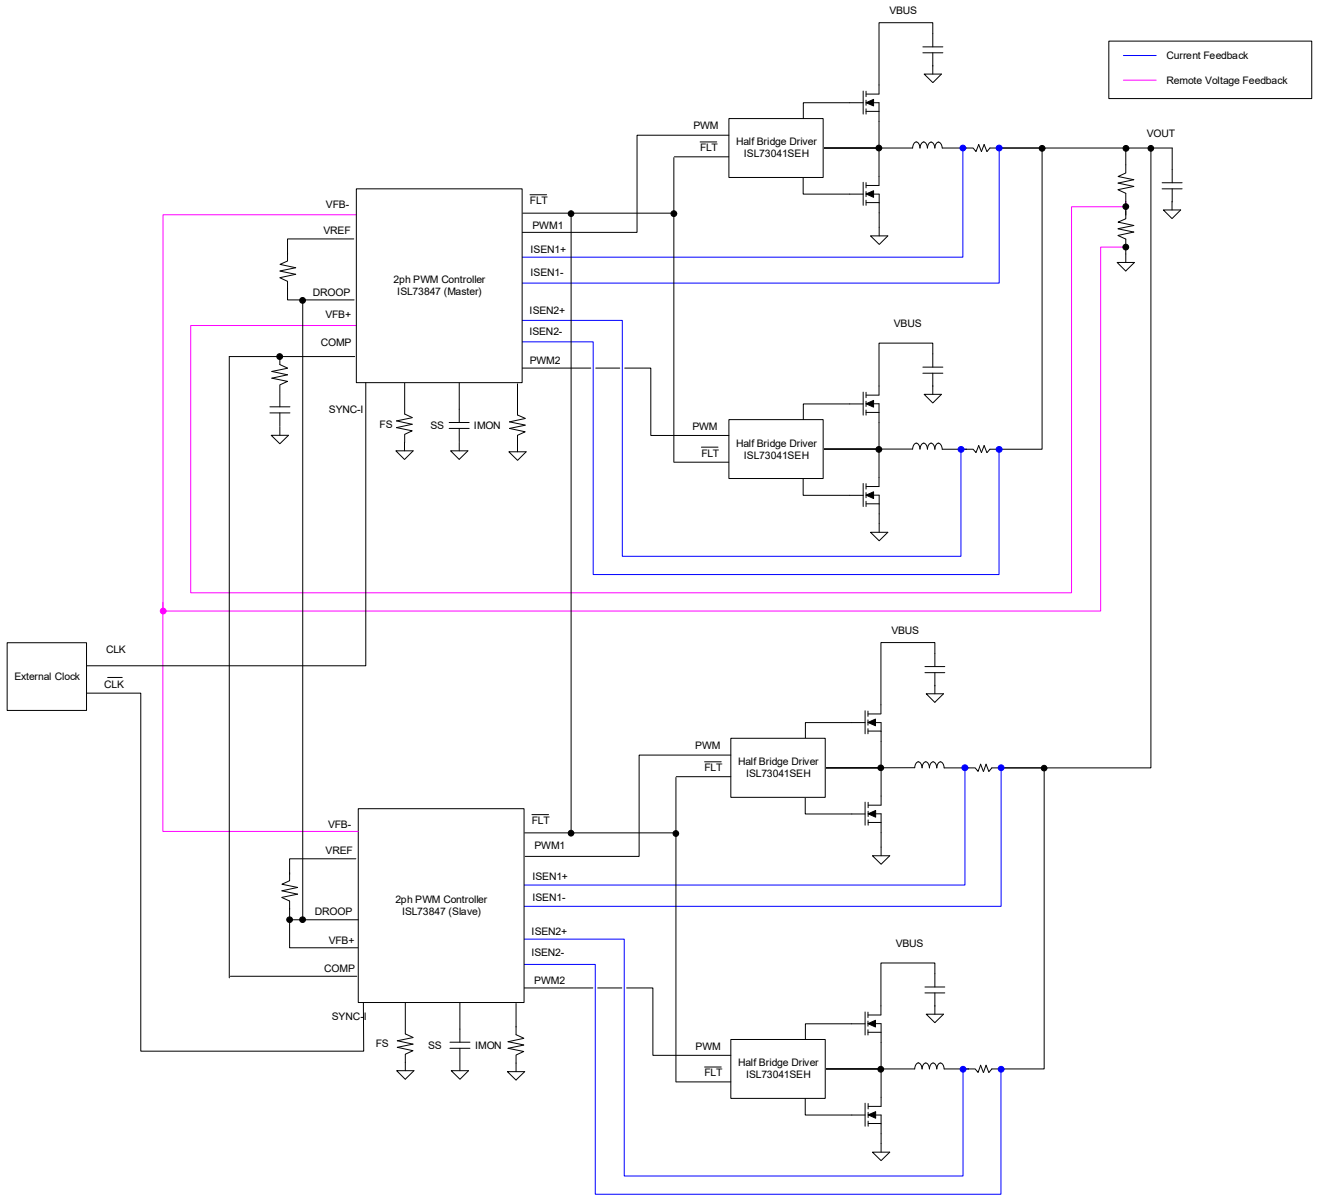 VBUS
Current Feedback
Remote Voltage Feedback
PWM
FLT
Half Bridge Driver
ISL73041SEH
VOUT
VFB-
VREF
DROOP
VFB+
COMP
SYNC-I
2ph PWM Controller
ISL73847 (Master)
FLT
PWM1
ISEN1+
ISEN1-
ISEN2+
ISEN2-
PWM2
FS
SS
IMON
VBUS
PWM
FLT
Half Bridge Driver
ISL73041SEH
External Clock
CLK
CLK
VBUS
PWM
FLT
Half Bridge Driver
ISL73041SEH
VFB-
VREF
DROOP
VFB+
COMP
SYNC-I
2ph PWM Controller
ISL73847 (Slave)
FLT
PWM1
ISEN1+
ISEN1-
ISEN2+
ISEN2-
PWM2
FS
SS
IMON
VBUS
PWM
FLT
Half Bridge Driver
ISL73041SEH